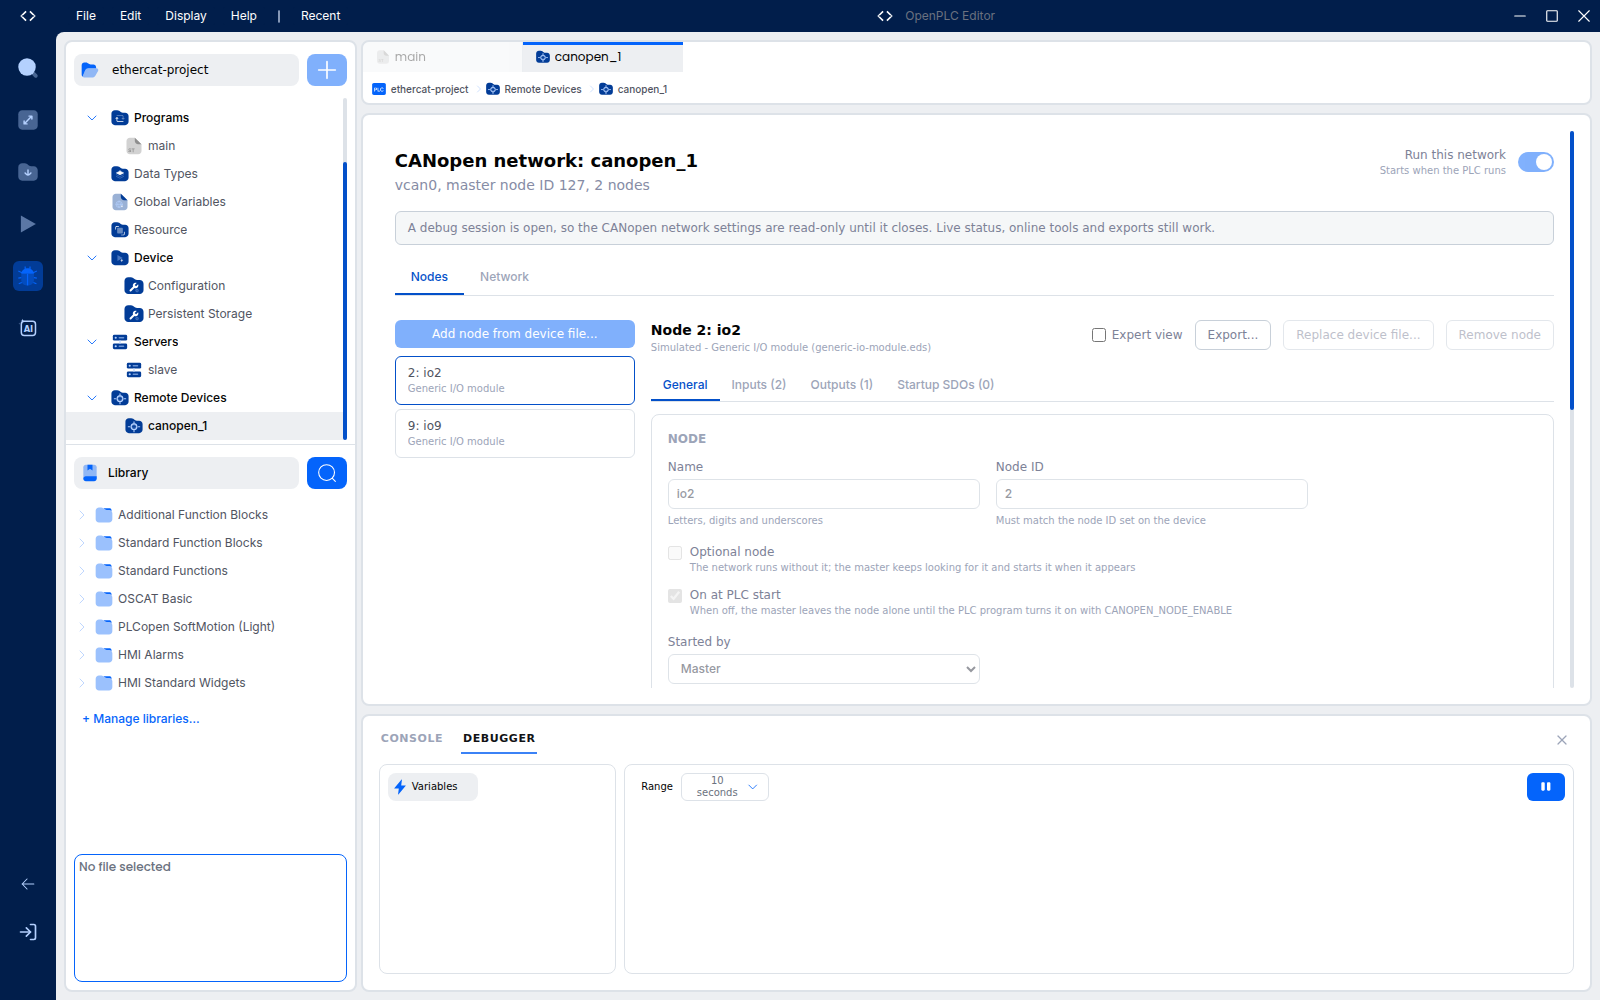 File Edit Display Help | Recent
OpenPLC Editor
ethercat-project
Programs
main
Data Types
Global Variables
Resource
Device
Configuration
Persistent Storage
Servers
slave
Remote Devices
canopen_1
Library
Additional Function Blocks
Standard Function Blocks
Standard Functions
OSCAT Basic
PLCopen SoftMotion (Light)
HMI Alarms
HMI Standard Widgets
+ Manage libraries...
No file selected
AI
main
canopen_1
PLC ethercat-project Remote Devices canopen_1
CANopen network: canopen_1
vcan0, master node ID 127, 2 nodes
Run this network
Starts when the PLC runs
A debug session is open, so the CANopen network settings are read-only until it closes. Live status, online tools and exports still work.
Nodes Network
Add node from device file...
2: io2
Generic I/O module
9: io9
Generic I/O module
Node 2: io2
Simulated - Generic I/O module (generic-io-module.eds)
Expert view Export... Replace device file... Remove node
General Inputs (2) Outputs (1) Startup SDOs (0)
NODE
Name Node ID
io2 2
Letters, digits and underscores Must match the node ID set on the device
Optional node
The network runs without it; the master keeps looking for it and starts it when it appears
On at PLC start
When off, the master leaves the node alone until the PLC program turns it on with CANOPEN_NODE_ENABLE
Started by
Master
CONSOLE DEBUGGER
Variables
Range 10 seconds